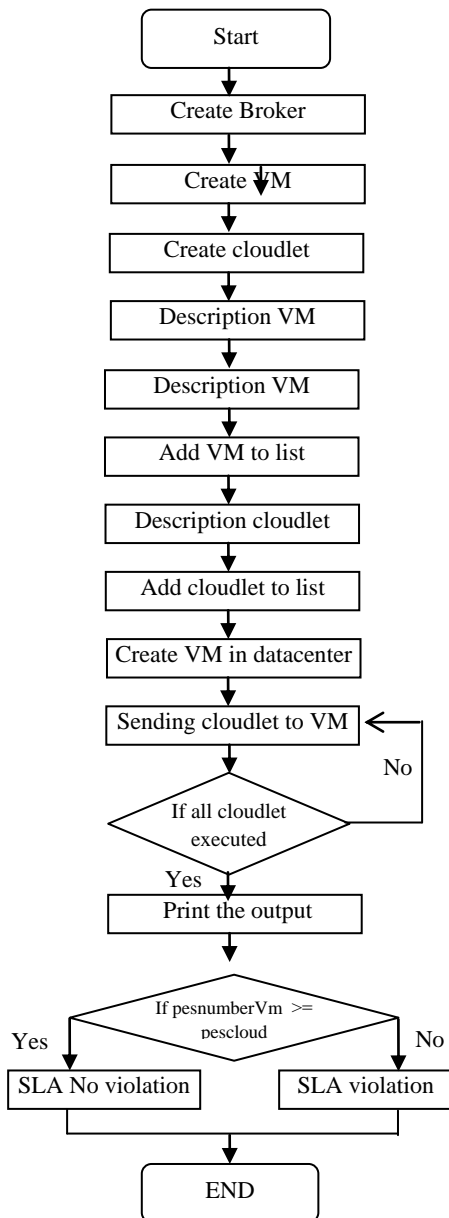 Start
Create Broker
Create VM
Create cloudlet
Description VM
Description VM
Add VM to list
Description cloudlet
Add cloudlet to list
Create VM in datacenter
Sending cloudlet to VM
No
If all cloudlet
executed
Yes
Print the output
If pesnumberVm >=
pescloud
Yes
No
SLA No violation
SLA violation
END